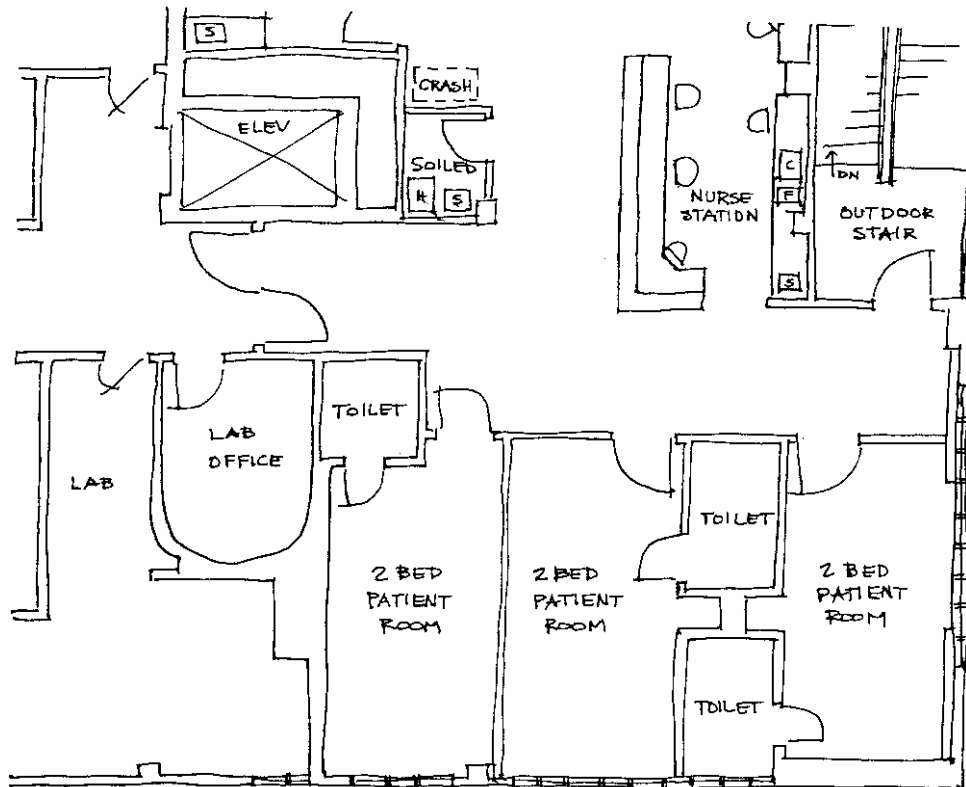 S
CRASH
ELEV
SOILED
H
S
NURSE
STATION
C
F
S
DN
OUTDOOR
STAIR
TOILET
LAB
OFFICE
LAB
TOILET
2 BED
PATIENT
ROOM
2 BED
PATIENT
ROOM
2 BED
PATIENT
ROOM
TOILET